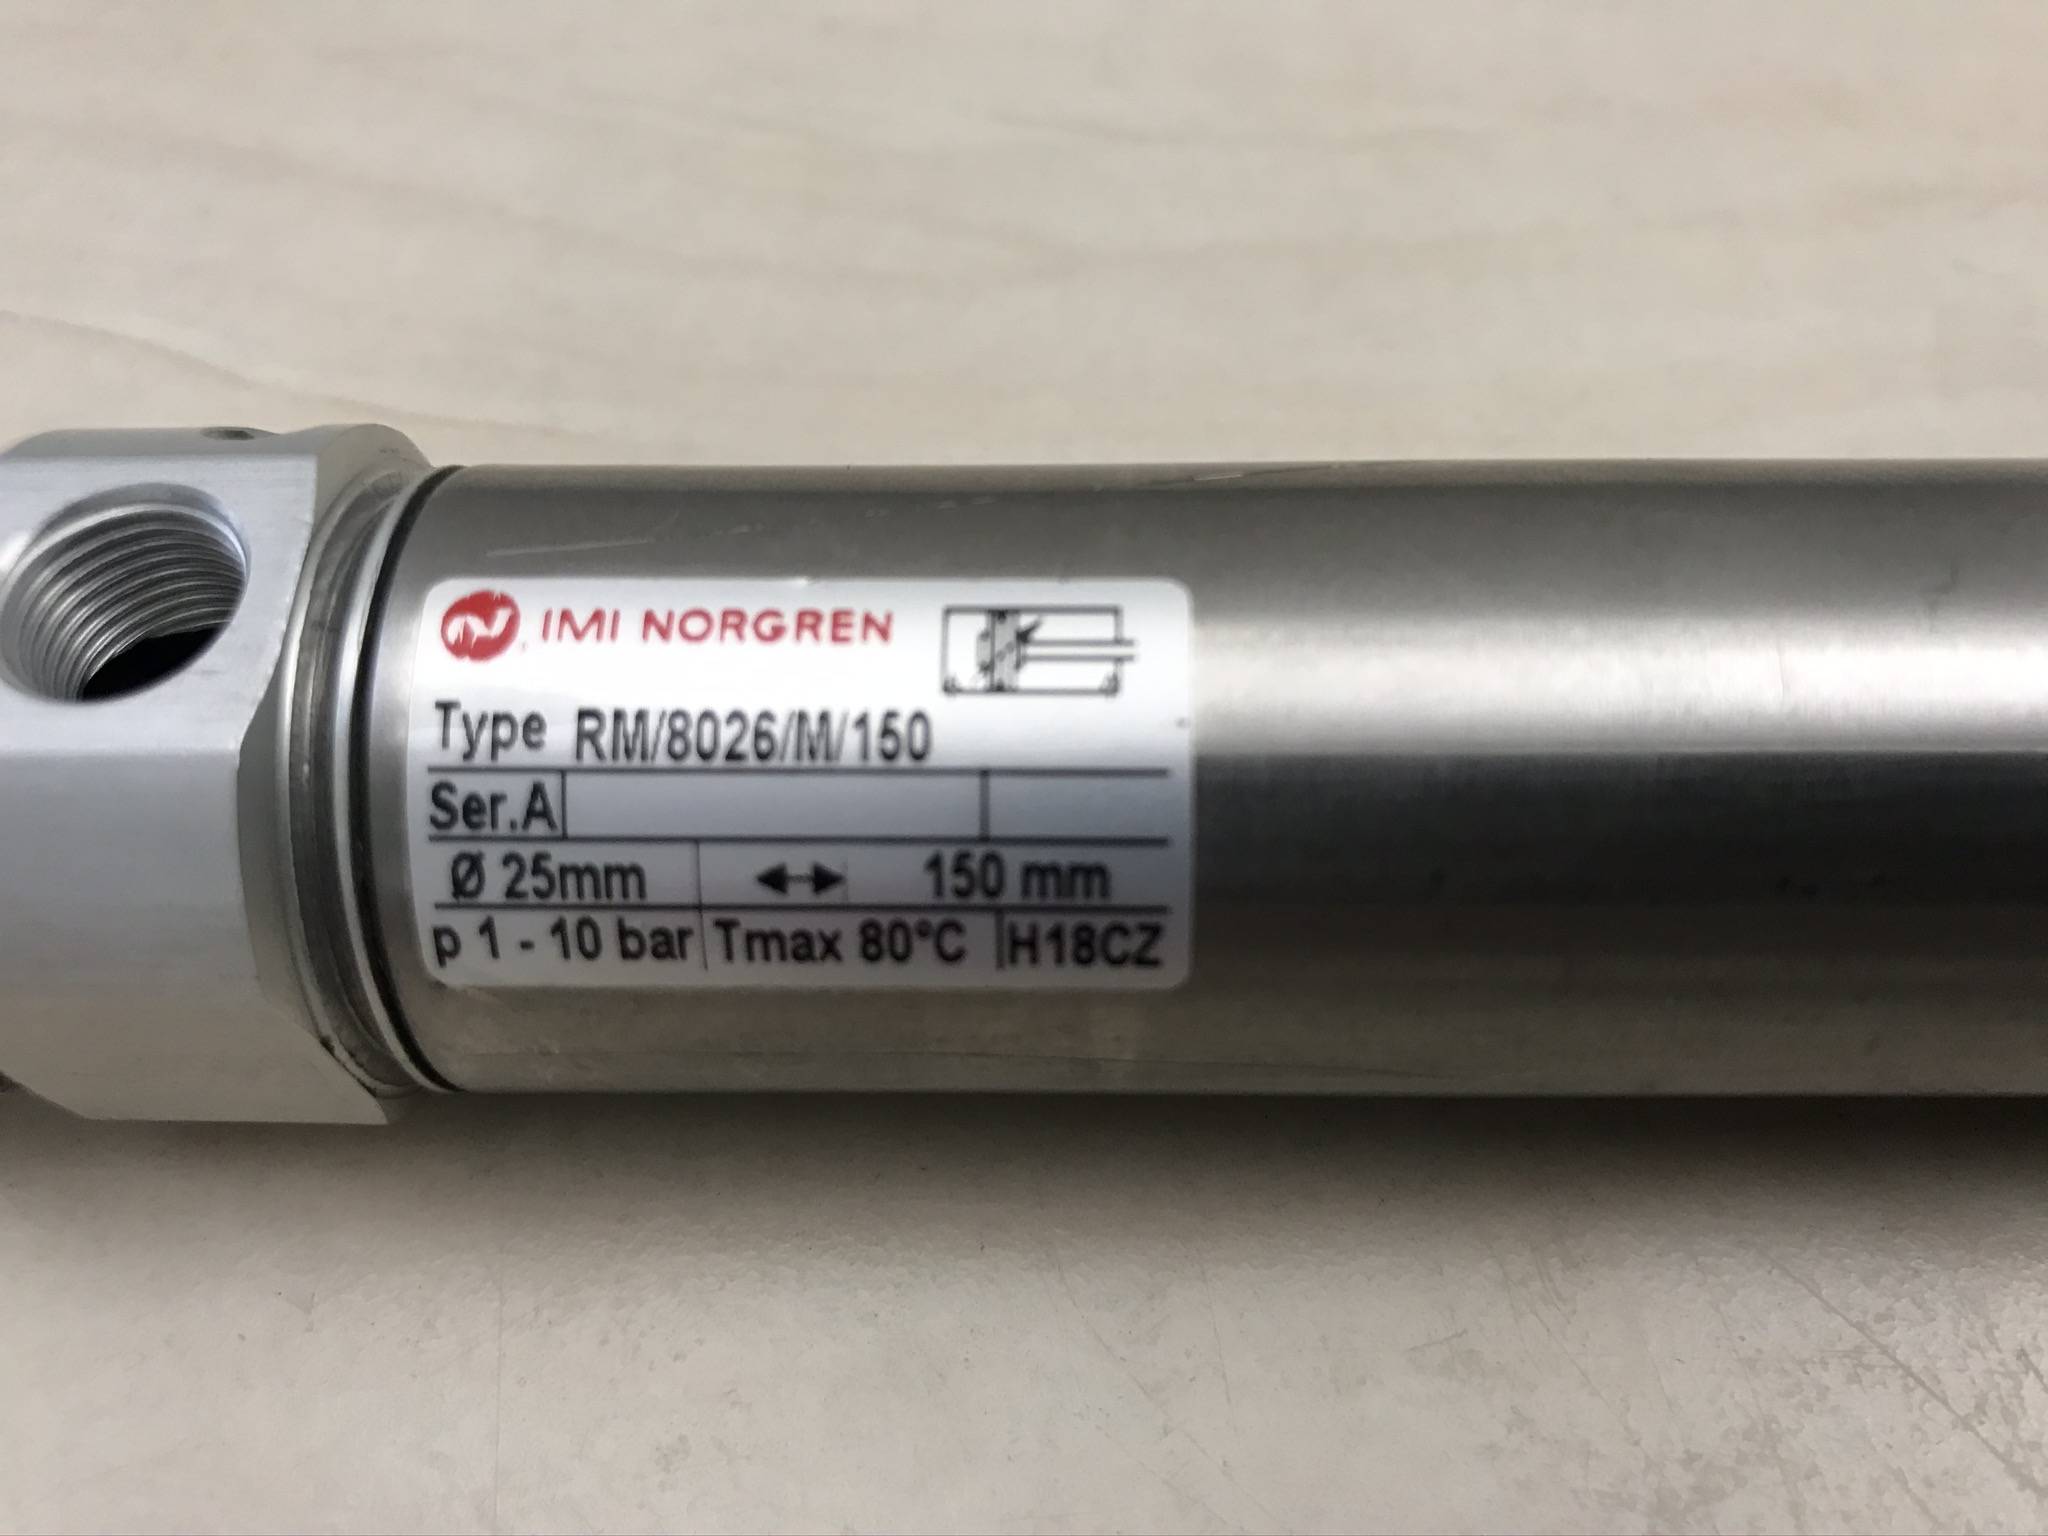 IMI NORGREN
Type RM/8026/M/150
Ser.A
Ø 25mm 150 mm
p 1 - 10 bar Tmax 80°C H18CZ